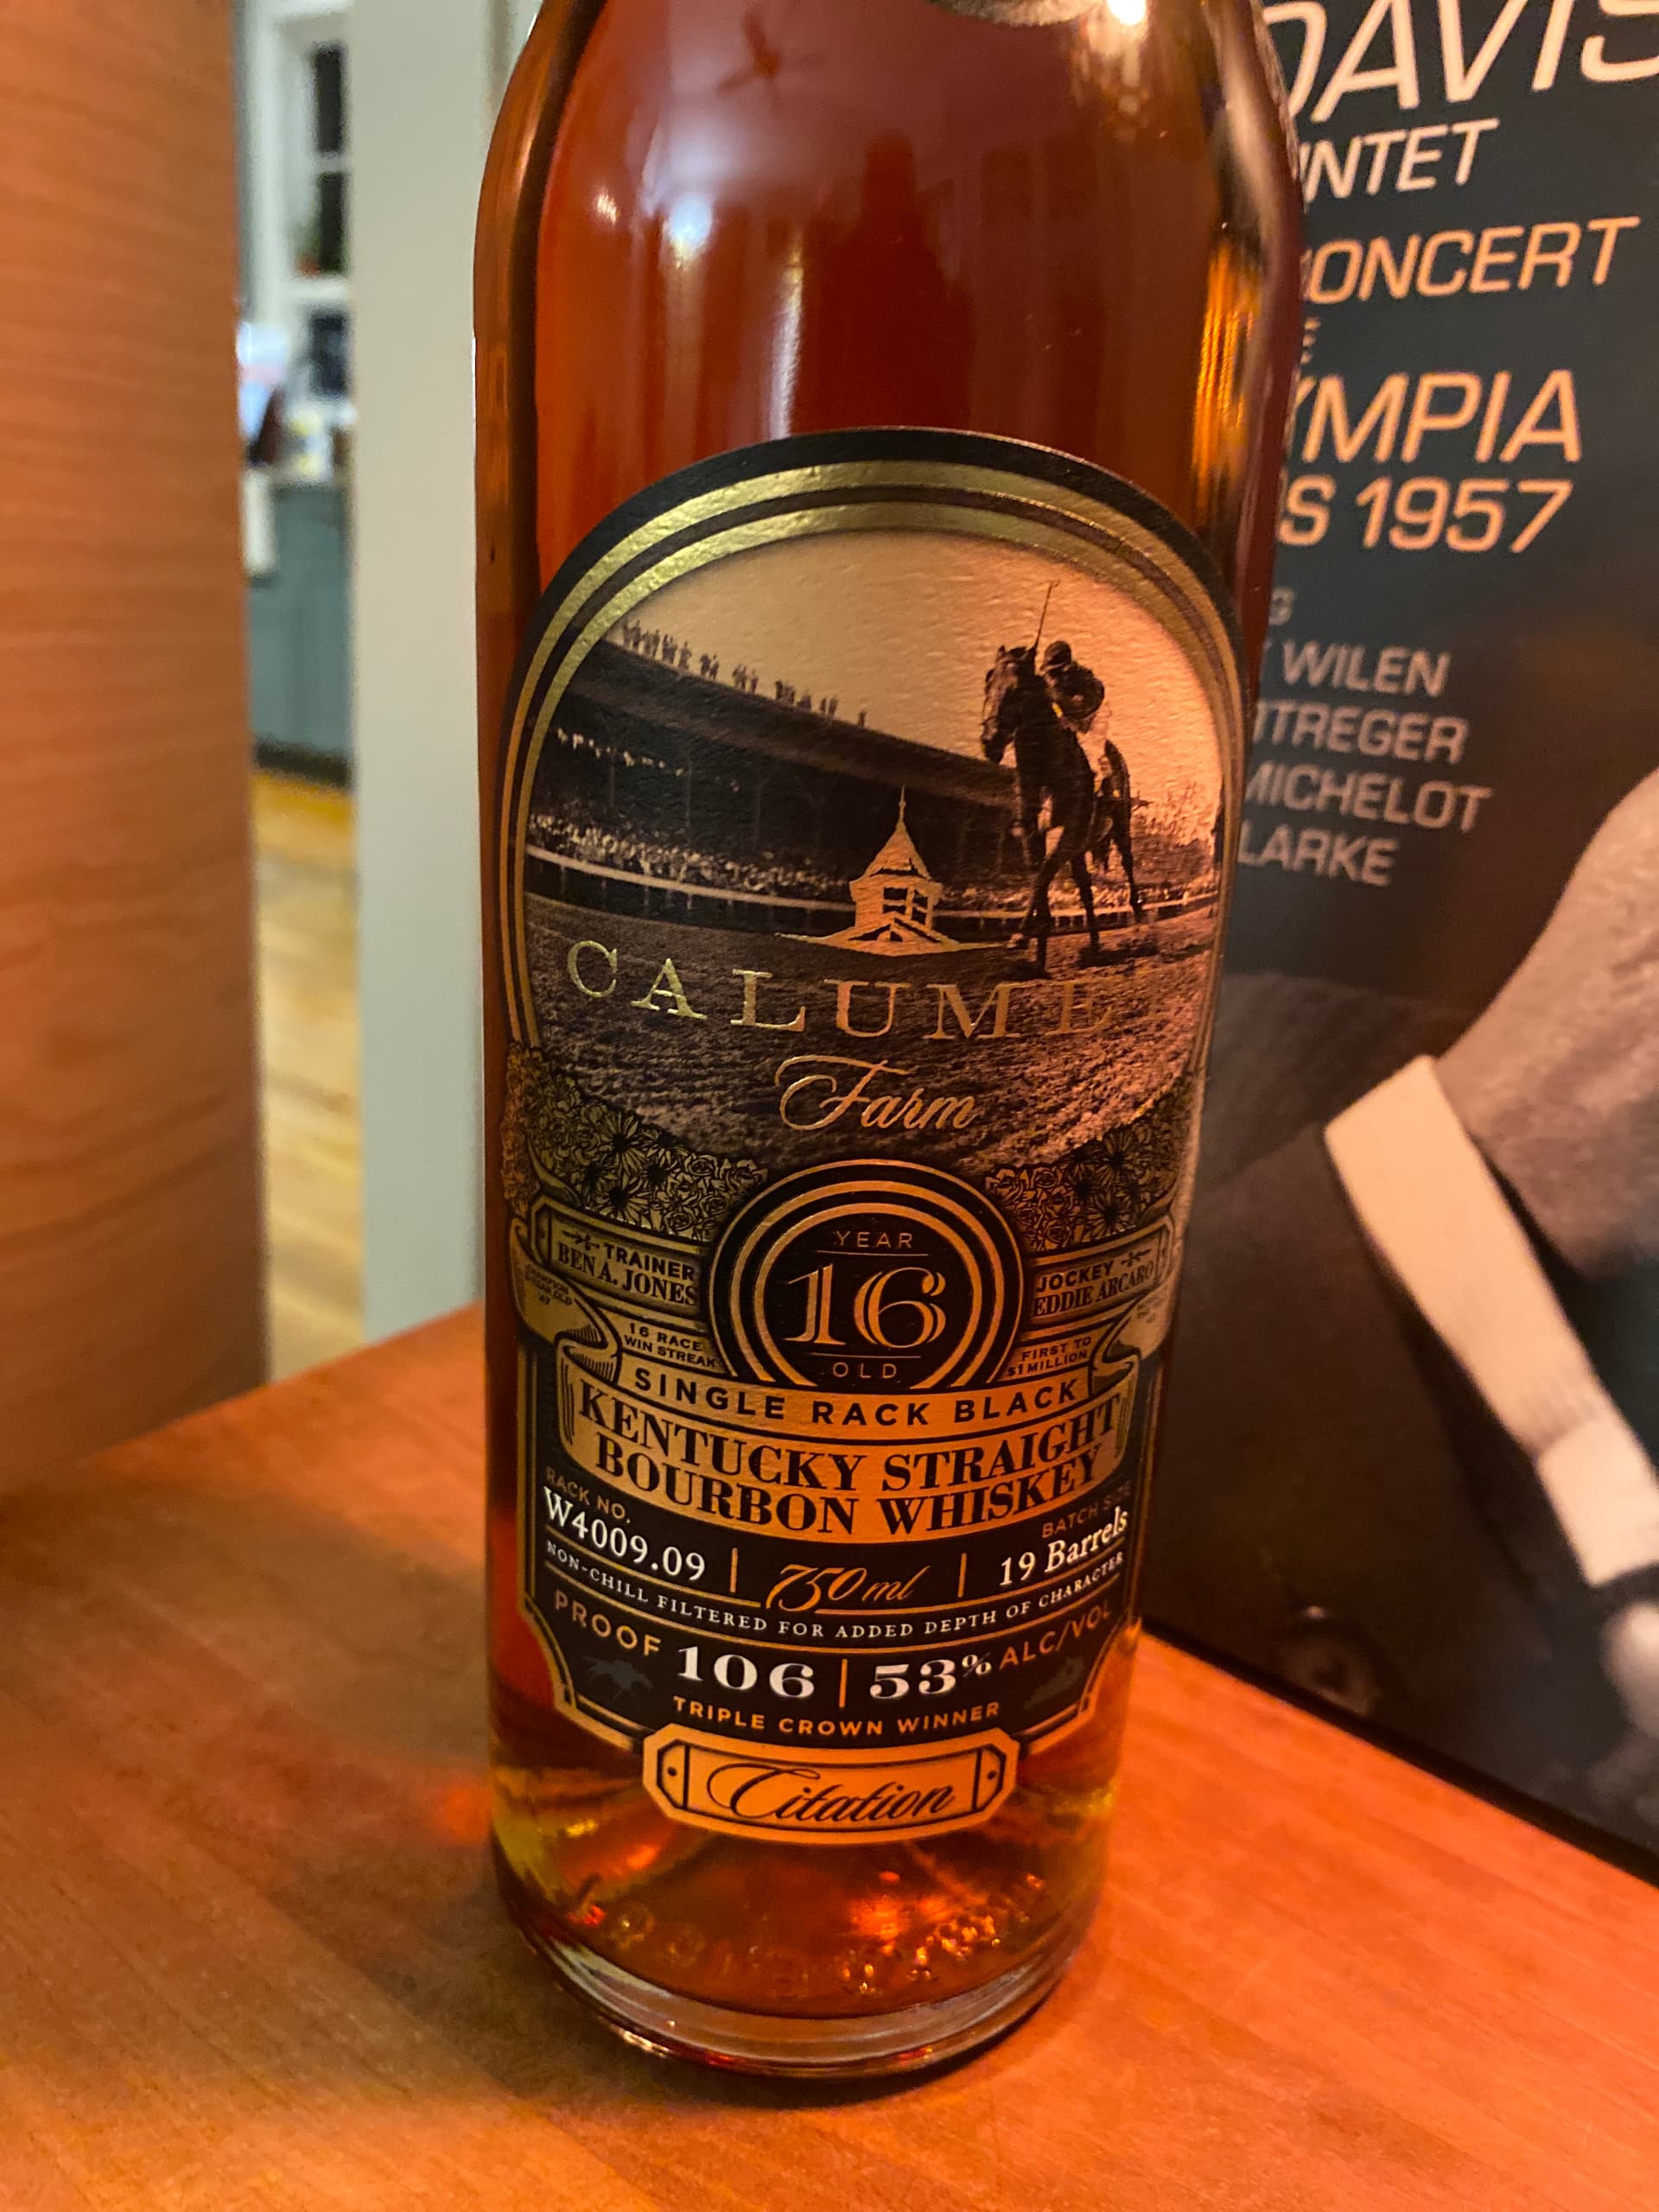 DAVIS
INTET
CONCERT
YMPIA
S 1957
WILEN
RTREGER
MICHELOT
LARKE
CALUMET
Farm
YEAR
16
OLD
TRAINER
BEN A. JONES
JOCKEY
EDDIE ARCARO
16 RACE
WIN STREAK
FIRST TO
$1 MILLION
SINGLE RACK BLACK
KENTUCKY STRAIGHT
BOURBON WHISKEY
RACK NO.
W4009.09
750 ml
BATCH SIZE
19 Barrels
NON-CHILL FILTERED FOR ADDED DEPTH OF CHARACTER
PROOF 106 | 53% ALC/VOL
TRIPLE CROWN WINNER
Citation